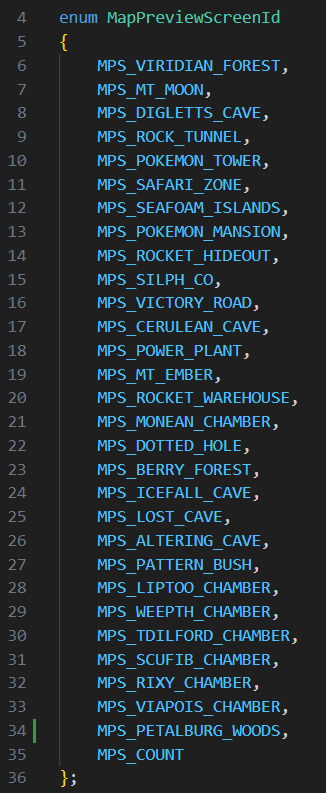 4 enum MapPreviewScreenId
5 {
6 MPS_VIRIDIAN_FOREST,
7 MPS_MT_MOON,
8 MPS_DIGLETTS_CAVE,
9 MPS_ROCK_TUNNEL,
10 MPS_POKEMON_TOWER,
11 MPS_SAFARI_ZONE,
12 MPS_SEAFOAM_ISLANDS,
13 MPS_POKEMON_MANSION,
14 MPS_ROCKET_HIDEOUT,
15 MPS_SILPH_CO,
16 MPS_VICTORY_ROAD,
17 MPS_CERULEAN_CAVE,
18 MPS_POWER_PLANT,
19 MPS_MT_EMBER,
20 MPS_ROCKET_WAREHOUSE,
21 MPS_MONEAN_CHAMBER,
22 MPS_DOTTED_HOLE,
23 MPS_BERRY_FOREST,
24 MPS_ICEFALL_CAVE,
25 MPS_LOST_CAVE,
26 MPS_ALTERING_CAVE,
27 MPS_PATTERN_BUSH,
28 MPS_LIPTOO_CHAMBER,
29 MPS_WEEPTH_CHAMBER,
30 MPS_TDILFORD_CHAMBER,
31 MPS_SCUFIB_CHAMBER,
32 MPS_RIXY_CHAMBER,
33 MPS_VIAPOIS_CHAMBER,
34 MPS_PETALBURG_WOODS,
35 MPS_COUNT
36 };